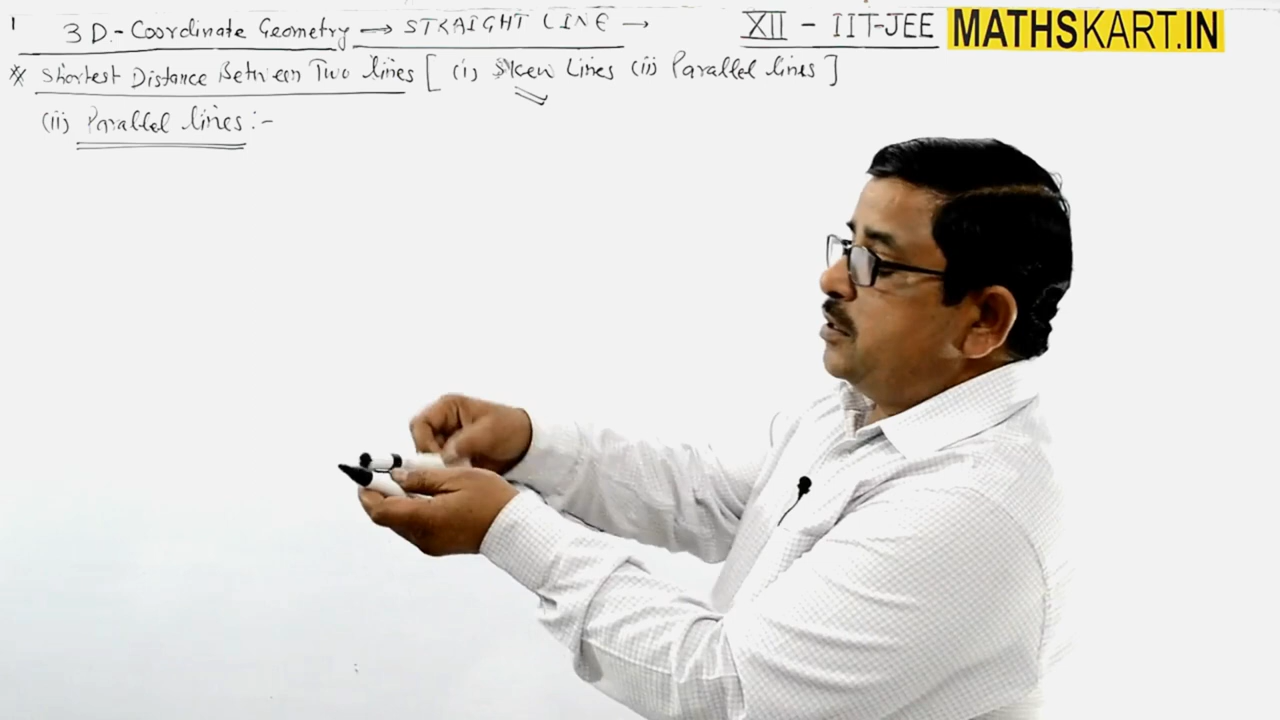 1 3D.- Coordinate Geometry → STRAIGHT LINE → XII - IIT-JEE MATHSKART.IN
* Shortest Distance Between Two lines [ (i) Skew Lines (ii) Parallel lines ]
(ii) Parallel lines :-